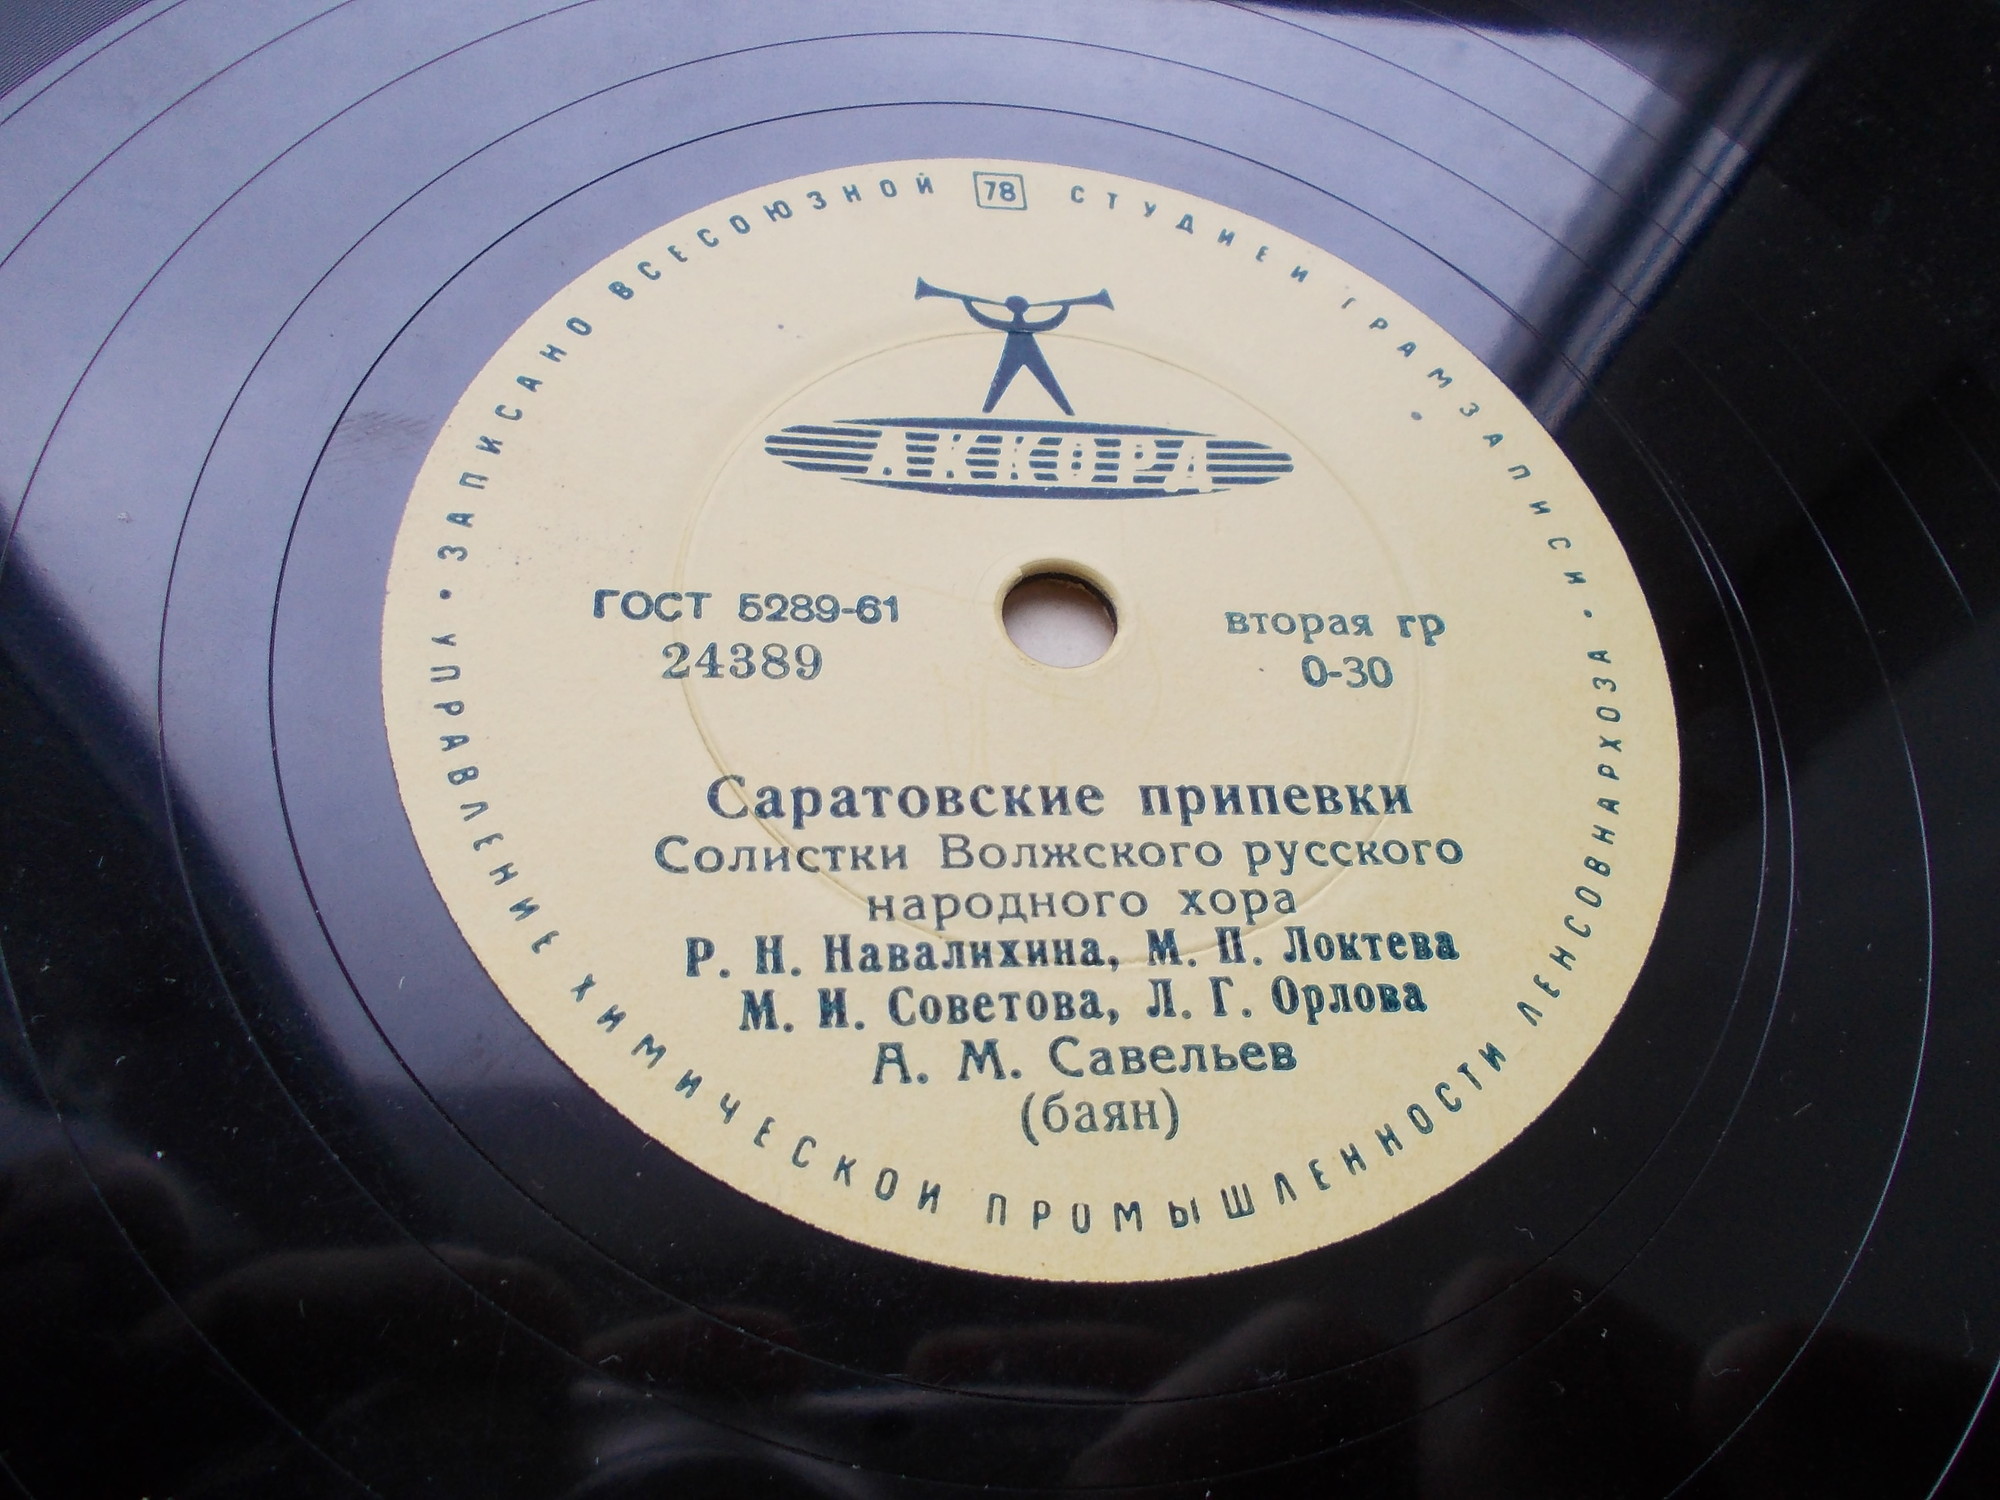 ЗАПИСАНО ВСЕСОЮЗНОЙ 78 СТУДИЕЙ ГРАМЗАПИСИ
АККОРД
ГОСТ 5289-61 вторая гр
24389 0-30
Саратовские припевки
Солистки Волжского русского
народного хора
Р. Н. Навалихина, М. П. Локтева
М. И. Советова, Л. Г. Орлова
А. М. Савельев
(баян)
УПРАВЛЕНИЕ ХИМИЧЕСКОЙ ПРОМЫШЛЕННОСТИ ЛЕНСОВНАРХОЗА